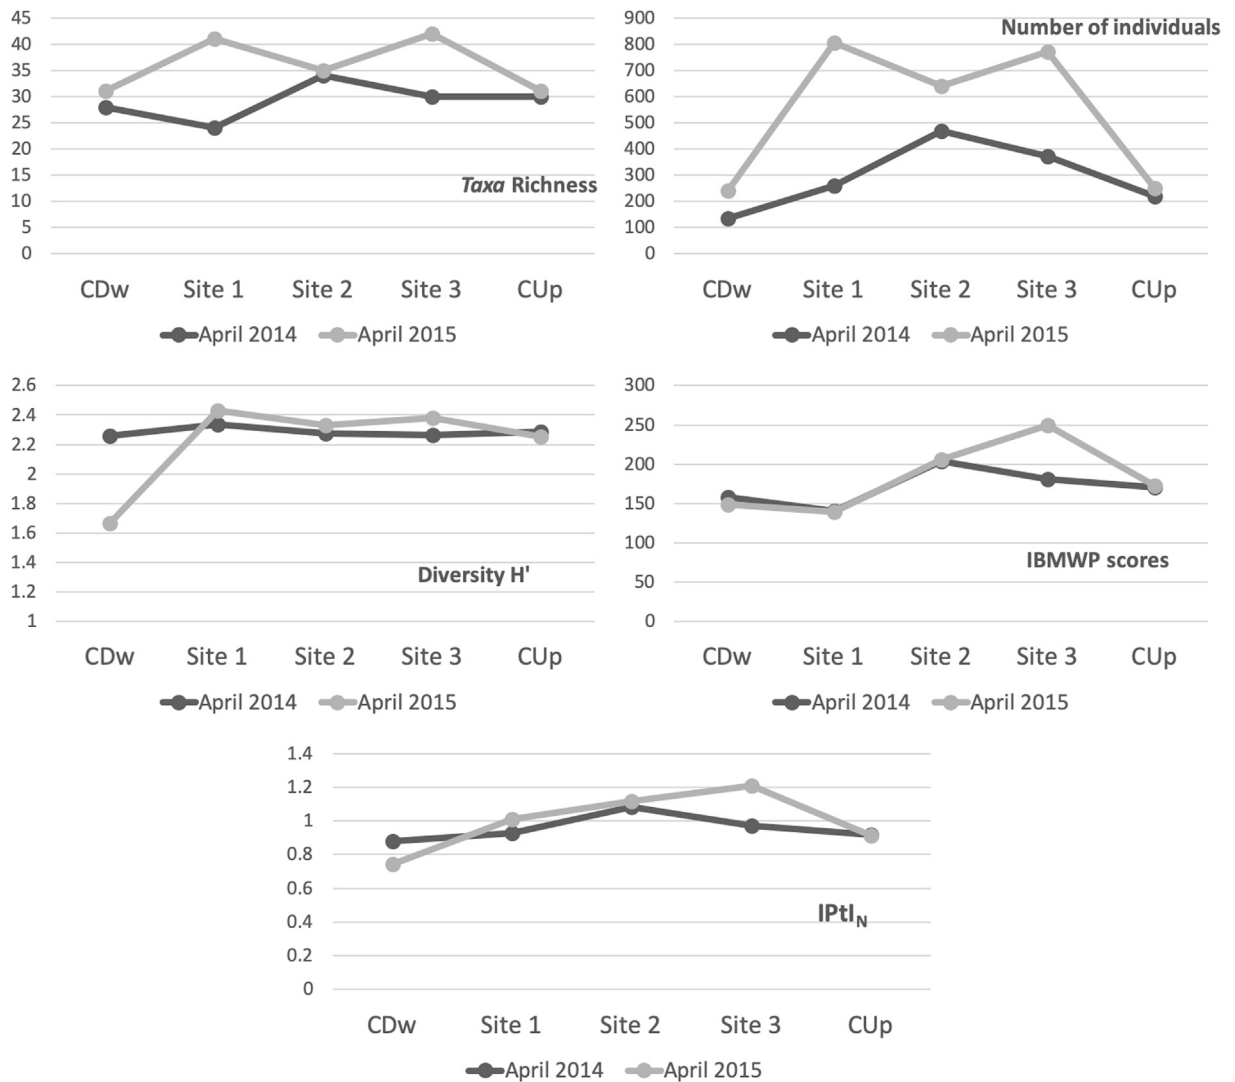 45
40
35
30
25
20
15
10
5
0
Taxa Richness
CDw Site 1 Site 2 Site 3 CUp
April 2014 April 2015
900
800
700
600
500
400
300
200
100
0
Number of individuals
CDw Site 1 Site 2 Site 3 CUp
April 2014 April 2015
2.6
2.4
2.2
2
1.8
1.6
1.4
1.2
1
Diversity H'
CDw Site 1 Site 2 Site 3 CUp
April 2014 April 2015
300
250
200
150
100
50
0
IBMWP scores
CDw Site 1 Site 2 Site 3 CUp
April 2014 April 2015
1.4
1.2
1
0.8
0.6
0.4
0.2
0
IPtIN
CDw Site 1 Site 2 Site 3 CUp
April 2014 April 2015